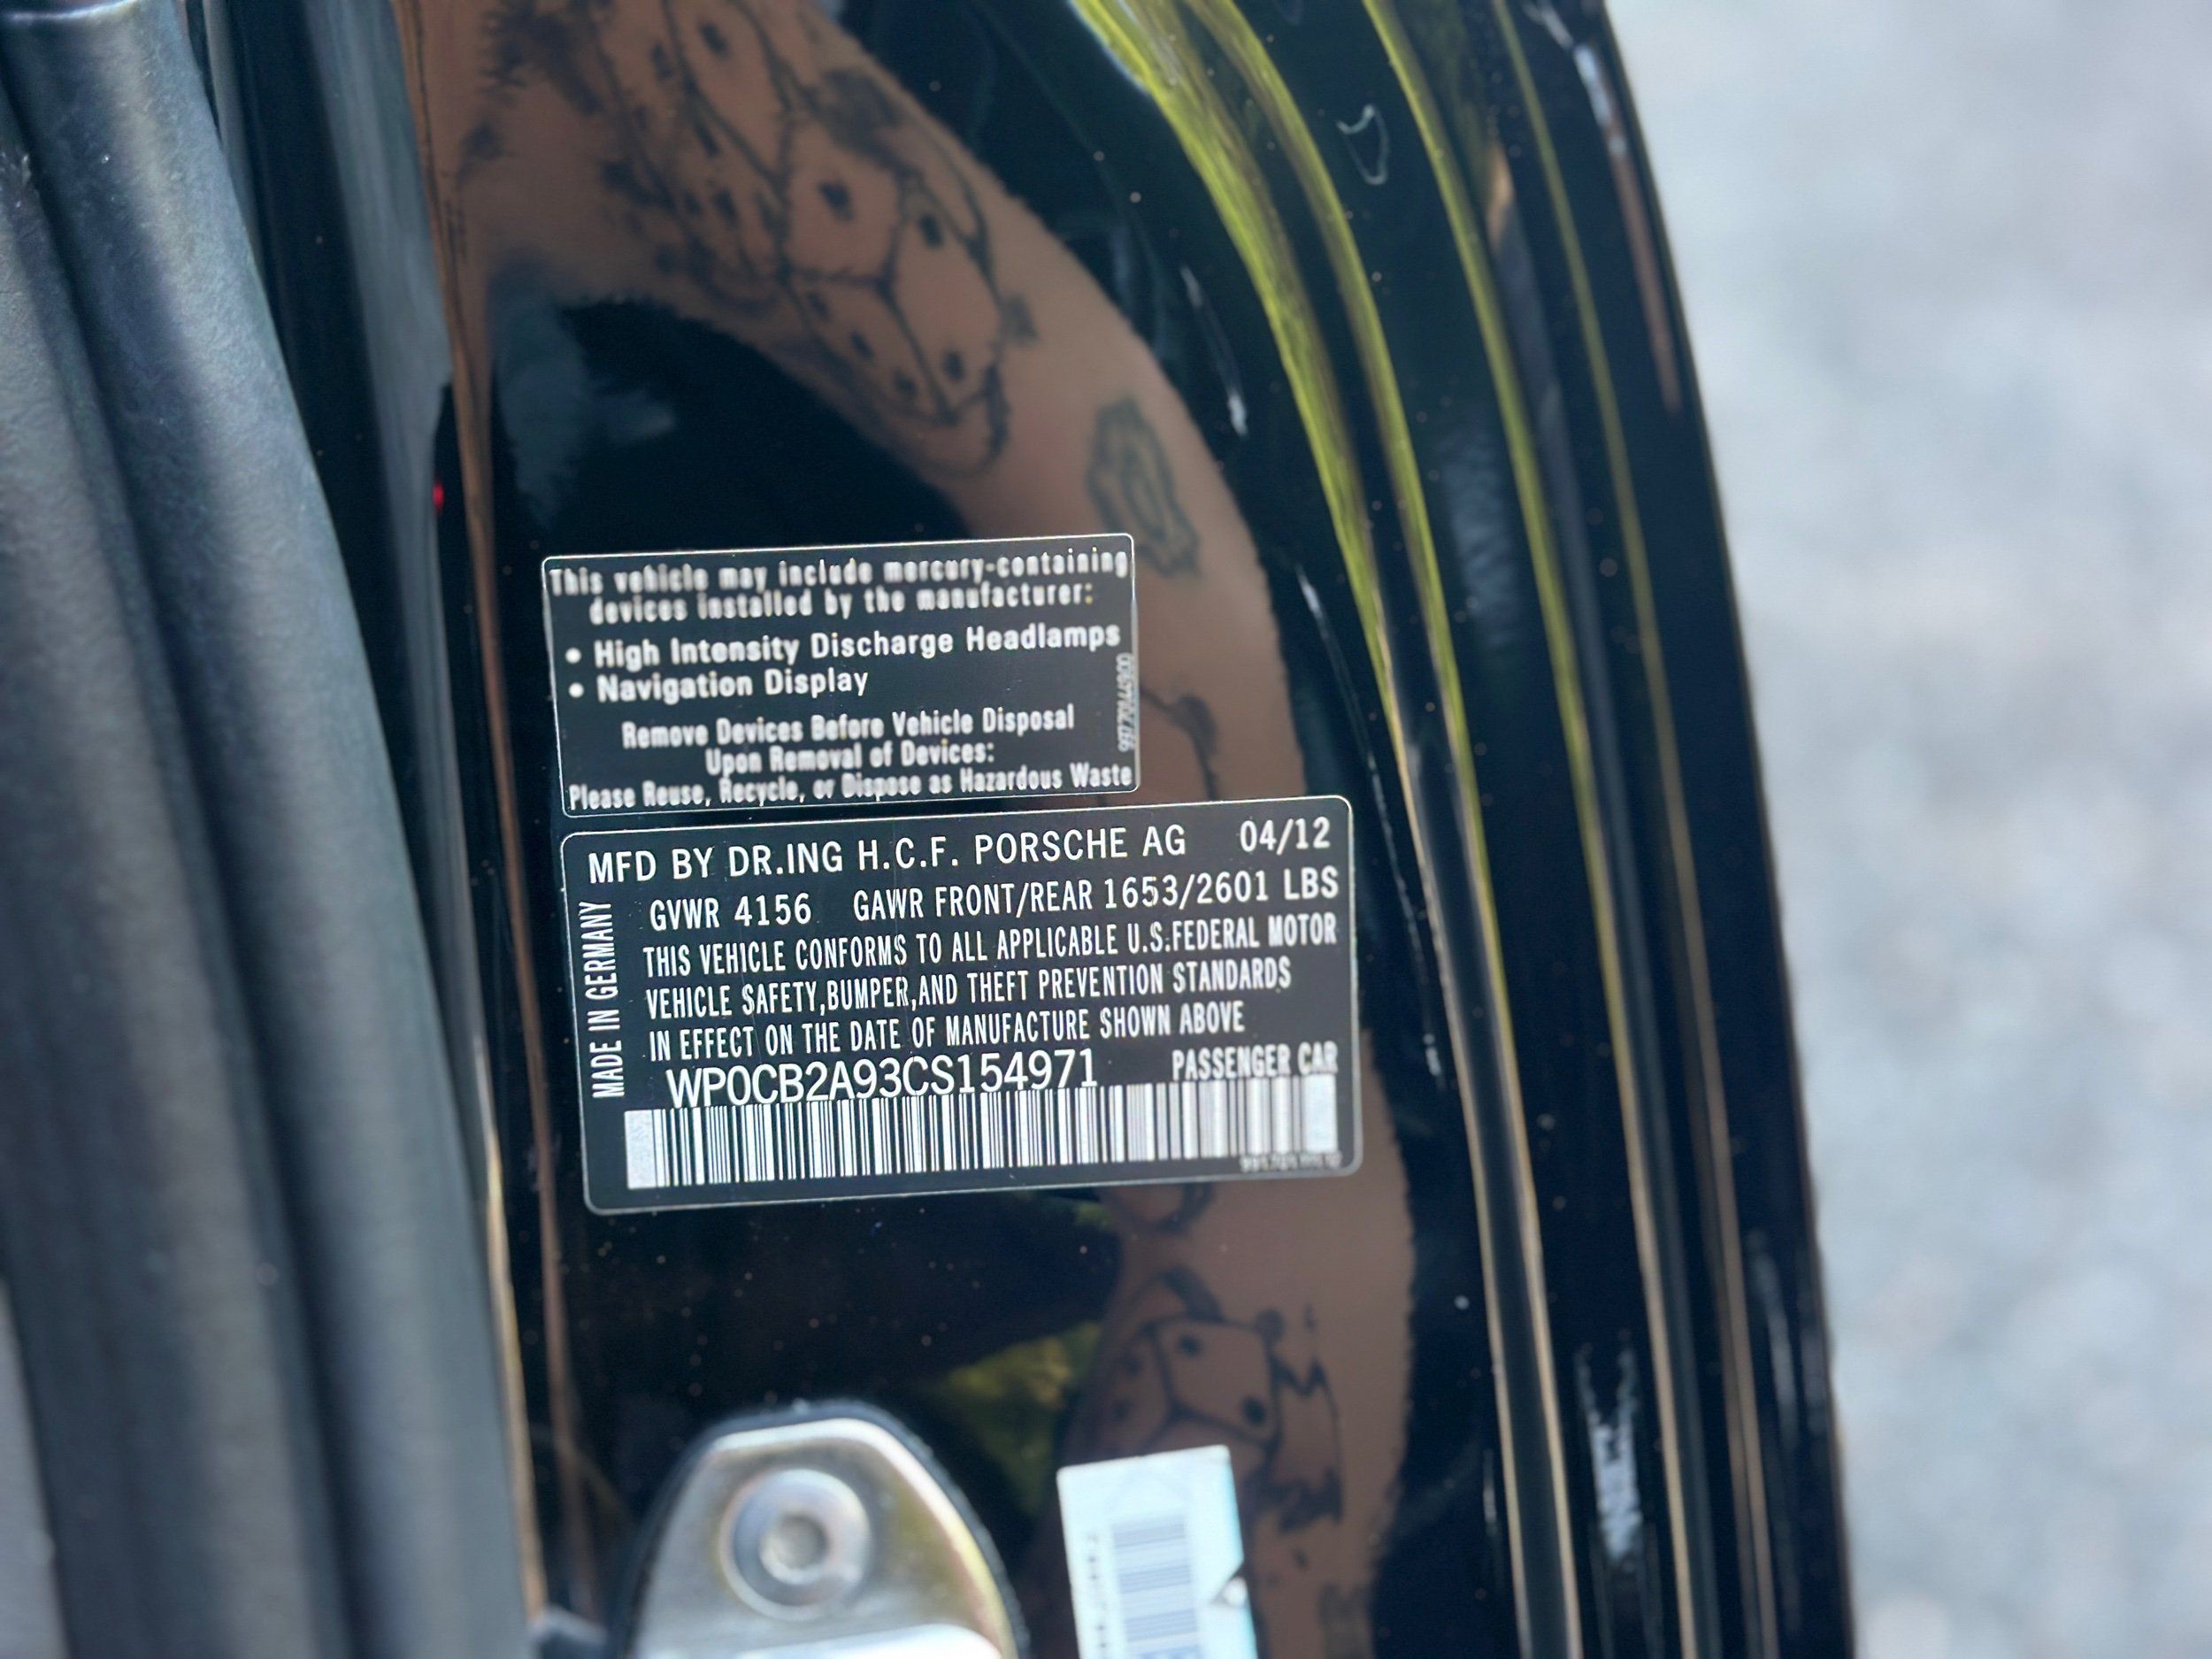 This vehicle may include mercury-containing
devices installed by the manufacturer:
• High Intensity Discharge Headlamps
• Navigation Display
Remove Devices Before Vehicle Disposal
Upon Removal of Devices:
Please Reuse, Recycle, or Dispose as Hazardous Waste
MFD BY DR.ING H.C.F. PORSCHE AG 04/12
GVWR 4156 GAWR FRONT/REAR 1653/2601 LBS
THIS VEHICLE CONFORMS TO ALL APPLICABLE U.S.FEDERAL MOTOR
VEHICLE SAFETY,BUMPER,AND THEFT PREVENTION STANDARDS
IN EFFECT ON THE DATE OF MANUFACTURE SHOWN ABOVE
WP0CB2A93CS154971 PASSENGER CAR
MADE IN GERMANY